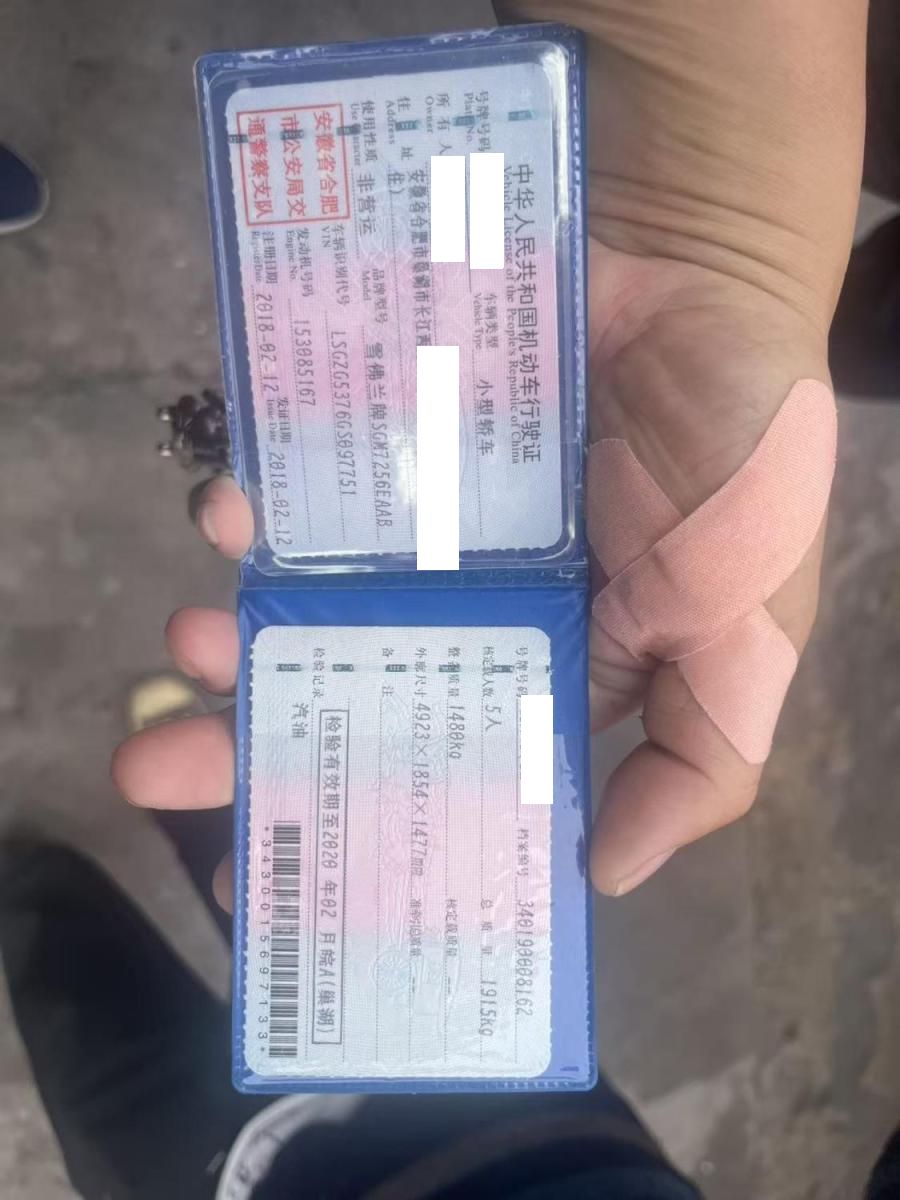 中华人民共和国机动车行驶证
Vehicle License of the People's Republic of China
号牌号码 车辆类型 小型轿车
Plate No. Vehicle Type
所有人
Owner
住址 安徽省合肥市巢湖市长江西
Address 住)
使用性质 非营运 品牌型号 雪佛兰牌SGM7256EAAB
Use Character Model
安徽省合肥
市公安局交
通警察支队
车辆识别代号 LSGZG5376GS097751
VIN
发动机号码 153085167
Engine No.
注册日期 2018-02-12 发证日期 2018-02-12
Register Date Issue Date
号牌号码 档案编号 340190008162
核定载人数 5人 总质量 1915kg
整备质量 1480kg 核定载质量 --
外廓尺寸 4923×1854×1477mm 准牵引总质量 --
备注
检验有效期至2020年02月皖A(巢湖)
检验记录
汽油
*3430015697133*